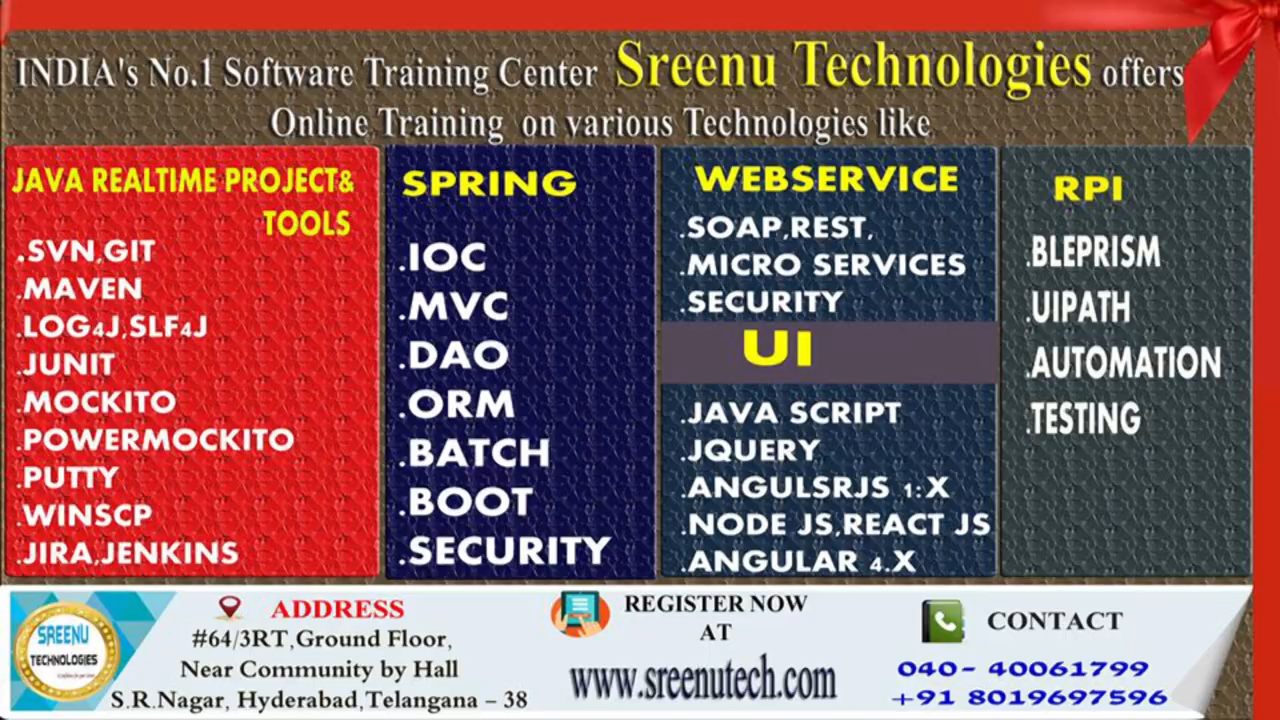 INDIA's No.1 Software Training Center Sreenu Technologies offers
Online Training on various Technologies like
JAVA REALTIME PROJECT&
TOOLS
.SVN,GIT
.MAVEN
.LOG4J,SLF4J
.JUNIT
.MOCKITO
.POWERMOCKITO
.PUTTY
.WINSCP
.JIRA,JENKINS
SPRING
.IOC
.MVC
.DAO
.ORM
.BATCH
.BOOT
.SECURITY
WEBSERVICE
.SOAP,REST,
.MICRO SERVICES
.SECURITY
UI
.JAVA SCRIPT
.JQUERY
.ANGULSRJS 1:X
.NODE JS,REACT JS
.ANGULAR 4.X
RPI
.BLEPRISM
.UIPATH
.AUTOMATION
.TESTING
SREENU
TECHNOLOGIES
ADDRESS
#64/3RT,Ground Floor,
Near Community by Hall
S.R.Nagar, Hyderabad,Telangana – 38
REGISTER NOW
AT
www.sreenutech.com
CONTACT
040- 40061799
+91 8019697596